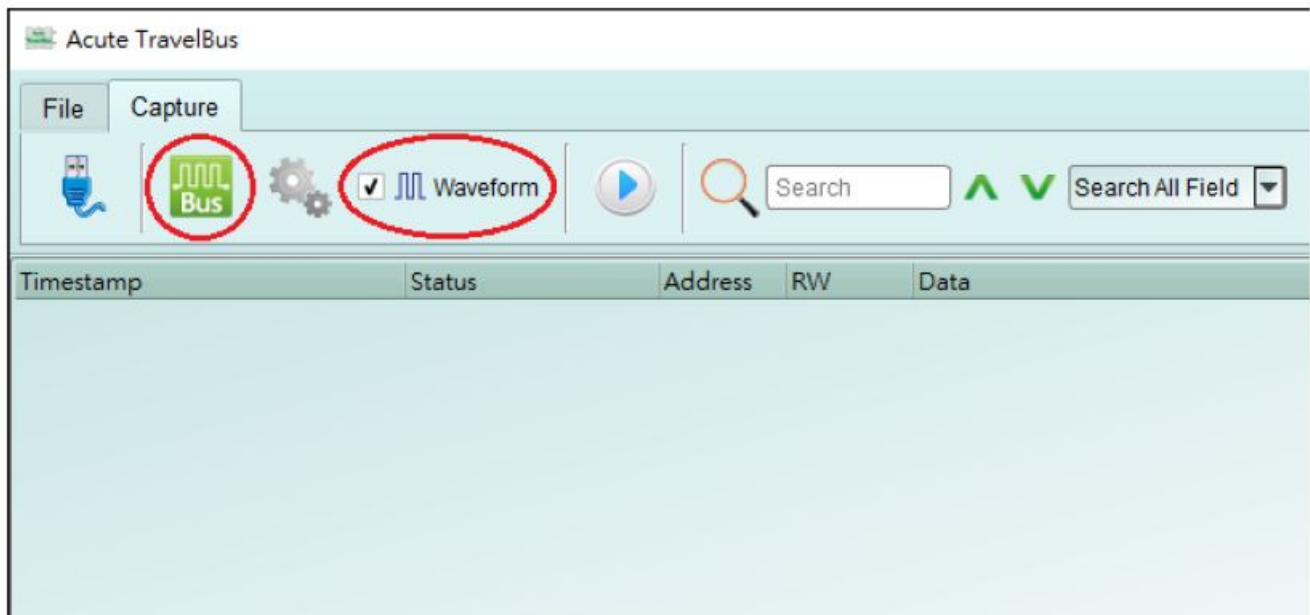 Acute TravelBus
File Capture
Bus Waveform Search Search All Field
Timestamp Status Address RW Data